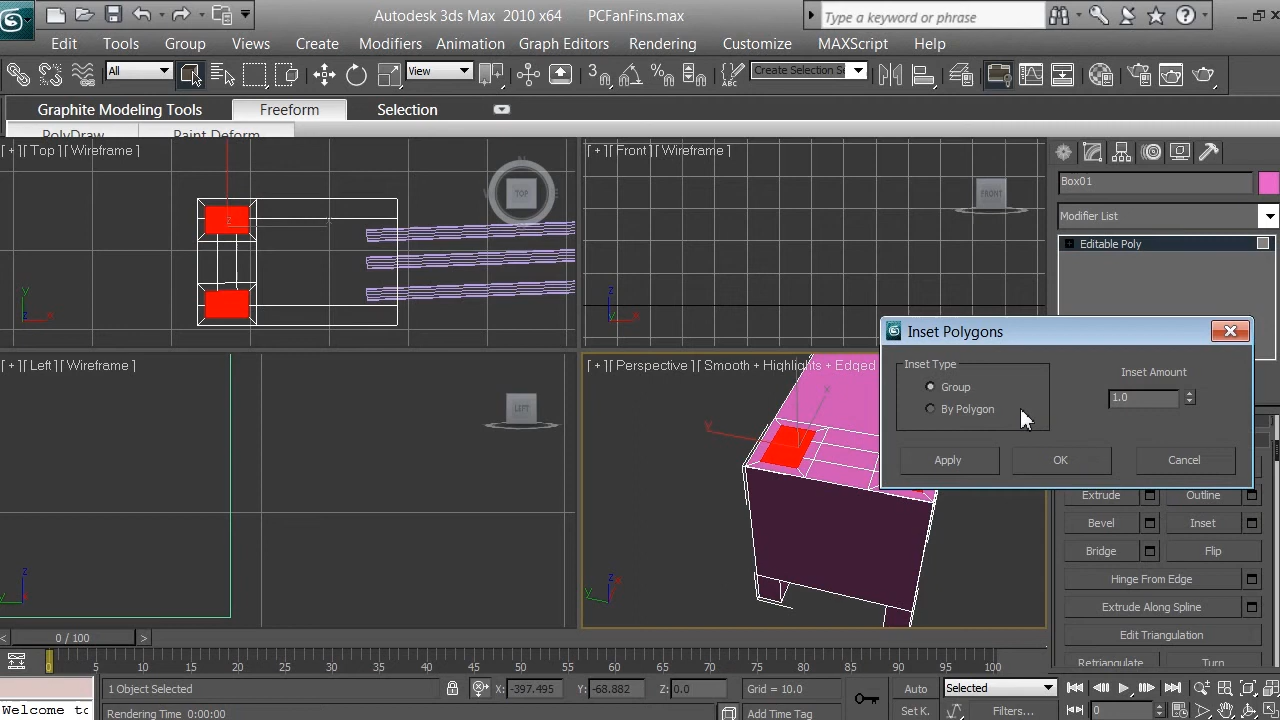 Autodesk 3ds Max 2010 x64 PCFanFins.max
Type a keyword or phrase
Edit Tools Group Views Create Modifiers Animation Graph Editors Rendering Customize MAXScript Help
All View Create Selection Se
Graphite Modeling Tools Freeform Selection
PolyDraw Paint Deform
[ + ][ Top ][ Wireframe ]
[ + ][ Front ][ Wireframe ]
TOP
FRONT
Box01
Modifier List
Editable Poly
[ + ][ Left ][ Wireframe ]
[ + ][ Perspective ][ Smooth + Highlights + Edged
LEFT
Inset Polygons
Inset Type
Group
By Polygon
Inset Amount
1.0
Apply OK Cancel
Extrude Outline
Bevel Inset
Bridge Flip
Hinge From Edge
Extrude Along Spline
Edit Triangulation
Retriangulate Turn
< 0 / 100 >
0 5 10 15 20 25 30 35 40 45 50 55 60 65 70 75 80 85 90 95 100
1 Object Selected X: -397.495 Y: -68.882 Z: 0.0 Grid = 10.0 Auto Selected
Welcome to Rendering Time 0:00:00 Add Time Tag Set K. Filters... 0